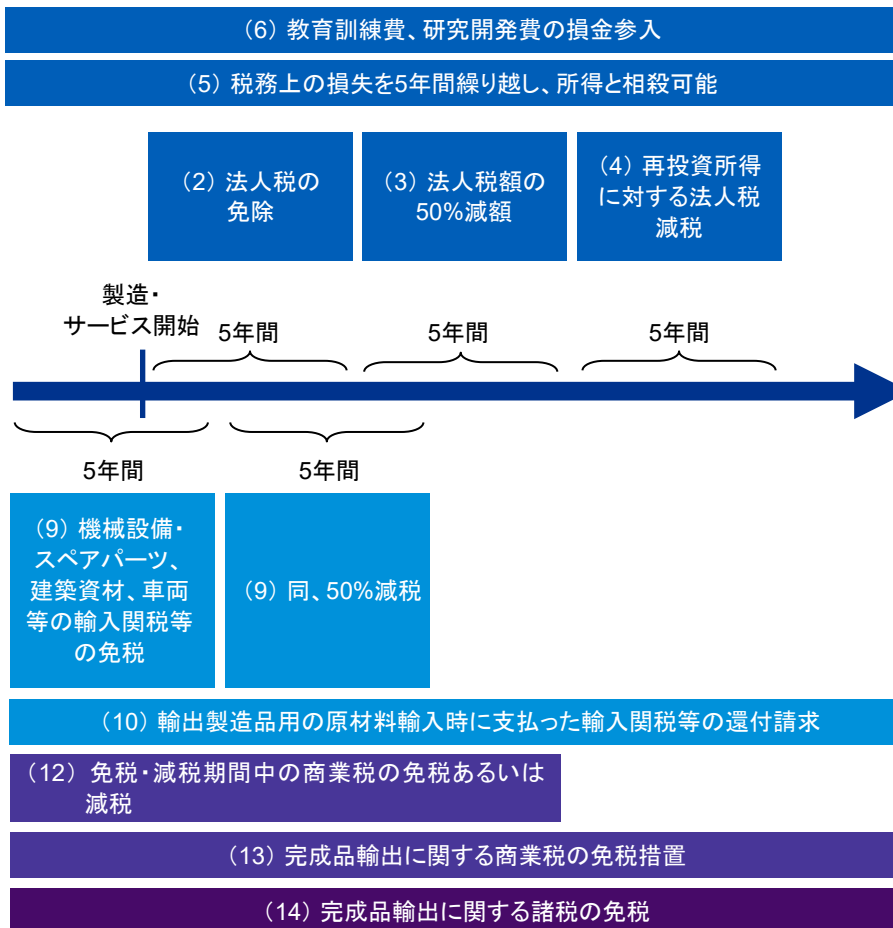 （6）教育訓練費、研究開発費の損金参入
（5）税務上の損失を5年間繰り越し、所得と相殺可能
（2）法人税の
免除
（3）法人税額の
50%減額
（4）再投資所得
に対する法人税
減税
製造・
サービス開始
5年間
5年間
5年間
5年間
5年間
（9）機械設備・
スペアパーツ、
建築資材、車両
等の輸入関税等
の免税
（9）同、50%減税
（10）輸出製造品用の原材料輸入時に支払った輸入関税等の還付請求
（12）免税・減税期間中の商業税の免税あるいは
減税
（13）完成品輸出に関する商業税の免税措置
（14）完成品輸出に関する諸税の免税